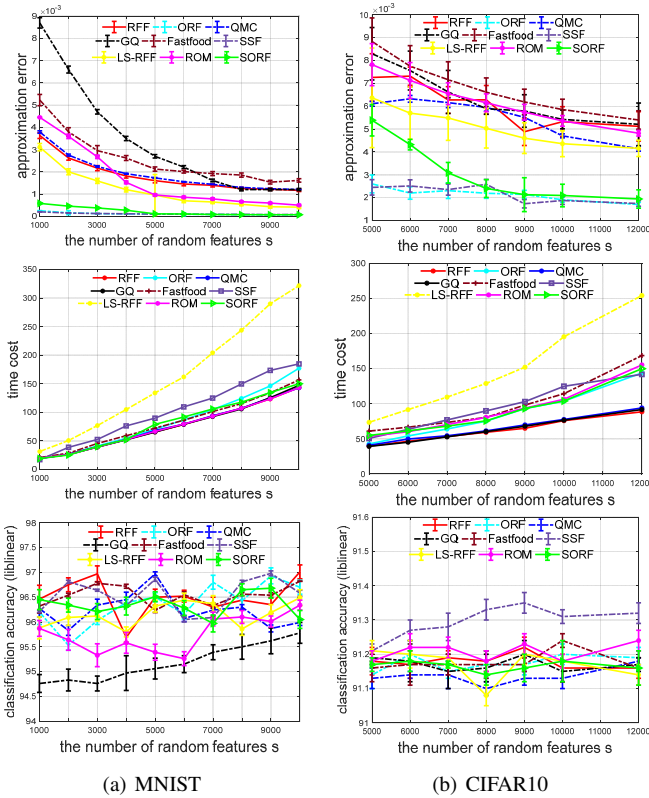 ×10⁻³
RFF ORF QMC
GQ Fastfood SSF
LS-RFF ROM SORF
approximation error
9 8 7 6 5 4 3 2 1 0
1000 3000 5000 7000 9000
the number of random features s
10 ×10⁻³
RFF ORF QMC
GQ Fastfood SSF
LS-RFF ROM SORF
approximation error
9 8 7 6 5 4 3 2 1
5000 6000 7000 8000 9000 10000 11000 12000
the number of random features s
RFF ORF QMC
GQ Fastfood SSF
LS-RFF ROM SORF
time cost
350 300 250 200 150 100 50 0
1000 3000 5000 7000 9000
the number of random features s
RFF ORF QMC
GQ Fastfood SSF
LS-RFF ROM SORF
time cost
300 250 200 150 100 50 0
5000 6000 7000 8000 9000 10000 1200
the number of random features s
RFF ORF QMC
GQ Fastfood SSF
LS-RFF ROM SORF
classification accuracy (liblinear)
98 97.5 97 96.5 96 95.5 95 94.5 94
1000 3000 5000 7000 9000
the number of random features s
RFF ORF QMC
GQ Fastfood SSF
LS-RFF ROM SORF
classification accuracy (liblinear)
91.6 91.5 91.4 91.3 91.2 91.1 91
5000 6000 7000 8000 9000 10000 11000 12000
the number of random features s
(a) MNIST
(b) CIFAR10